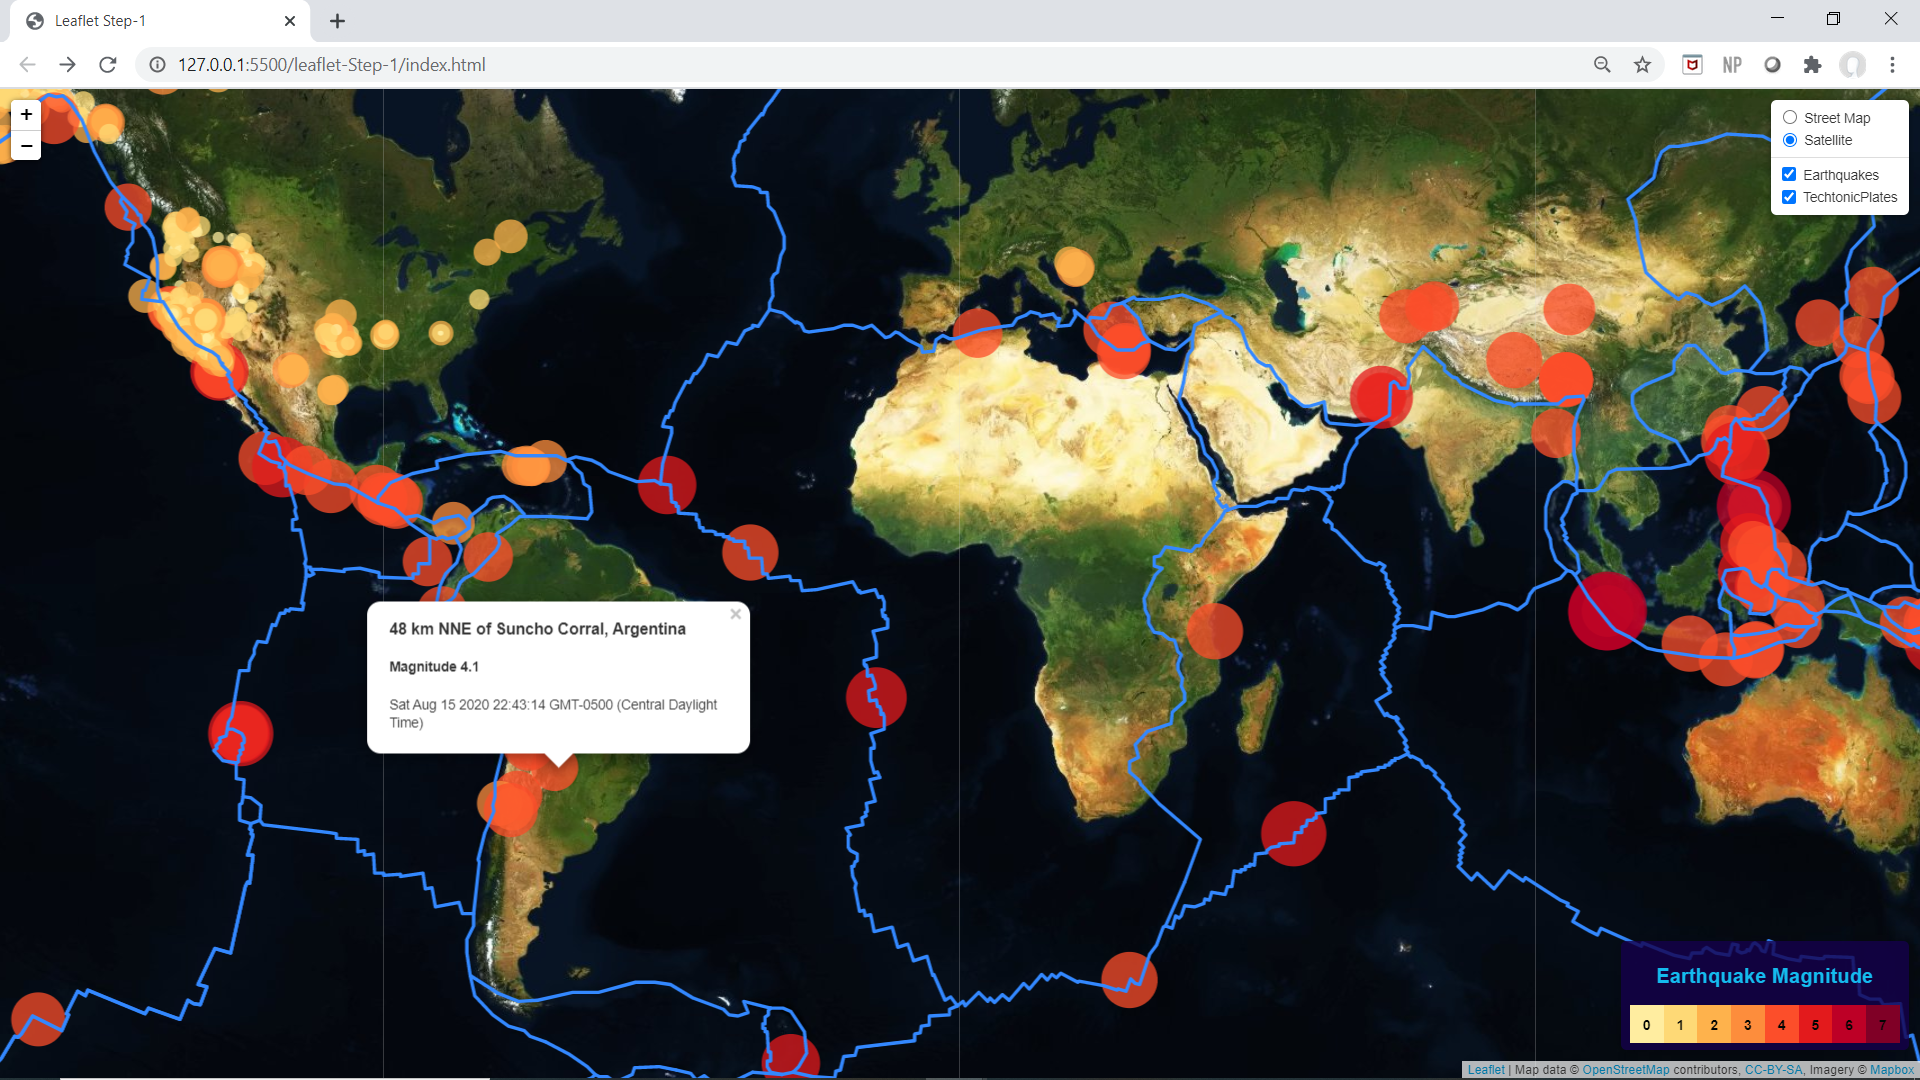 Leaflet Step-1
127.0.0.1:5500/leaflet-Step-1/index.html
NP
+
−
Street Map
Satellite
Earthquakes
TechtonicPlates
48 km NNE of Suncho Corral, Argentina
Magnitude 4.1
Sat Aug 15 2020 22:43:14 GMT-0500 (Central Daylight
Time)
Earthquake Magnitude
0 1 2 3 4 5 6 7
Leaflet | Map data © OpenStreetMap contributors, CC-BY-SA, Imagery © Mapbox